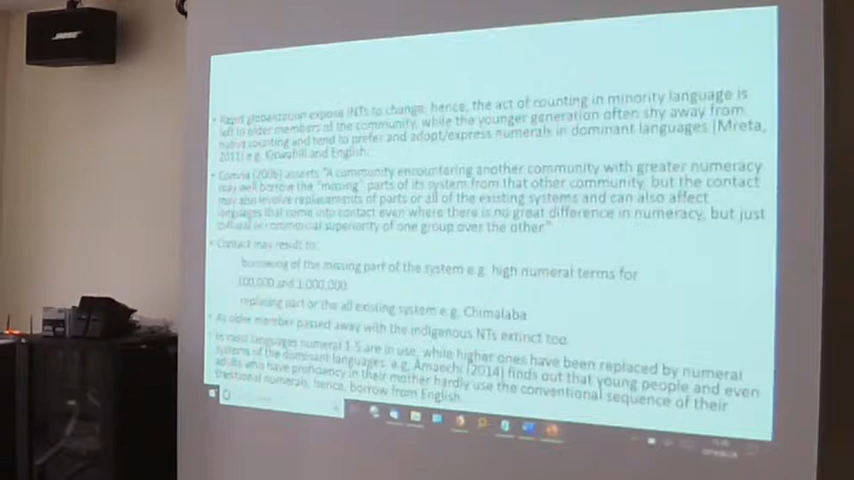 BOSE
• Rapid globalization expose INTs to change; hence, the act of counting in minority language is
left to older members of the community, while the younger generation often shy away from
native counting and tend to prefer and adopt/express numerals in dominant languages (Mreta,
2011) e.g. Kiswahili and English.
• Comrie (2006) asserts "A community encountering another community with greater numeracy
may well borrow the "missing" parts of its system from that other community, but the contact
may also involve replacements of parts or all of the existing systems and can also affect
languages that come into contact even where there is no great difference in numeracy, but just
cultural or commercial superiority of one group over the other"
• Contact may result to:
borrowing of the missing part of the system e.g. high numeral terms for
100,000 and 1,000,000
replacing part or the all existing system e.g. Chimalaba
• As older member passed away with the indigenous NTs extinct too.
• In most languages numeral 1-5 are in use, while higher ones have been replaced by numeral
systems of the dominant languages. e.g. Amaechi (2014) finds out that young people and even
adults who have proficiency in their mother hardly use the conventional sequence of their
traditional numerals, hence, borrow from English.